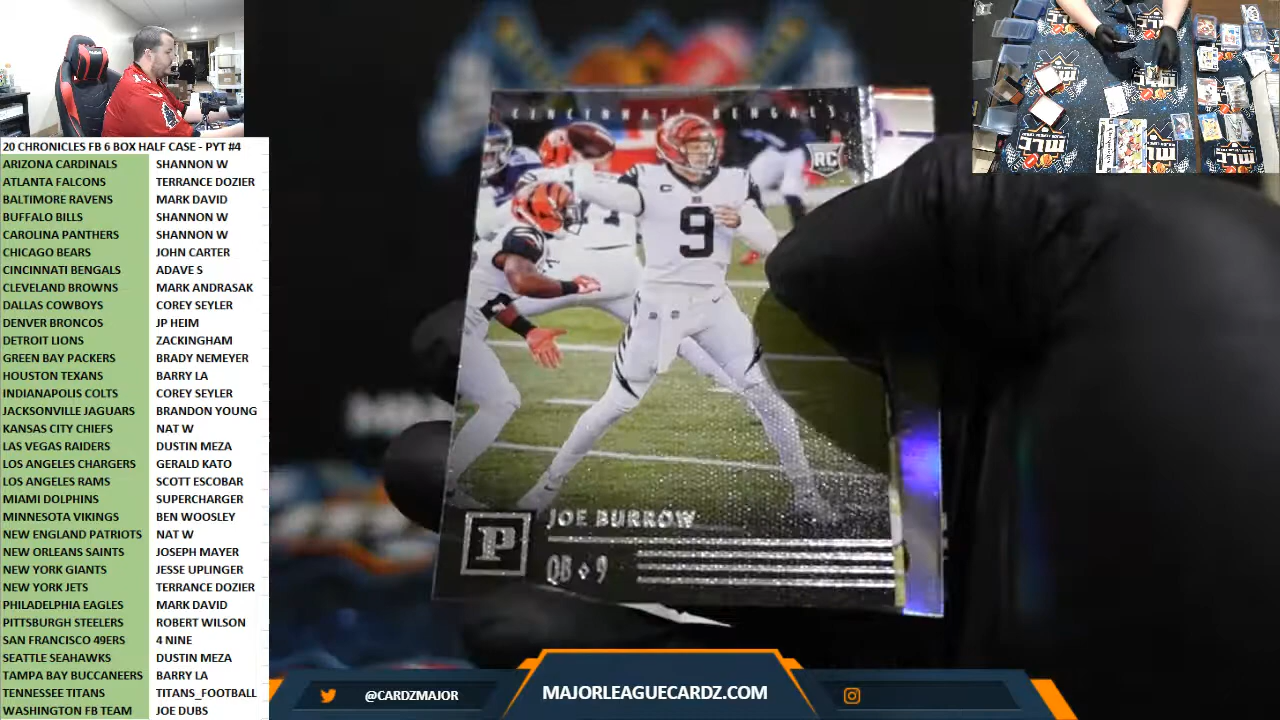 20 CHRONICLES FB 6 BOX HALF CASE - PYT #4
ARIZONA CARDINALS SHANNON W
ATLANTA FALCONS TERRANCE DOZIER
BALTIMORE RAVENS MARK DAVID
BUFFALO BILLS SHANNON W
CAROLINA PANTHERS SHANNON W
CHICAGO BEARS JOHN CARTER
CINCINNATI BENGALS ADAVE S
CLEVELAND BROWNS MARK ANDRASAK
DALLAS COWBOYS COREY SEYLER
DENVER BRONCOS JP HEIM
DETROIT LIONS ZACKINGHAM
GREEN BAY PACKERS BRADY NEMEYER
HOUSTON TEXANS BARRY LA
INDIANAPOLIS COLTS COREY SEYLER
JACKSONVILLE JAGUARS BRANDON YOUNG
KANSAS CITY CHIEFS NAT W
LAS VEGAS RAIDERS DUSTIN MEZA
LOS ANGELES CHARGERS GERALD KATO
LOS ANGELES RAMS SCOTT ESCOBAR
MIAMI DOLPHINS SUPERCHARGER
MINNESOTA VIKINGS BEN WOOSLEY
NEW ENGLAND PATRIOTS NAT W
NEW ORLEANS SAINTS JOSEPH MAYER
NEW YORK GIANTS JESSE UPLINGER
NEW YORK JETS TERRANCE DOZIER
PHILADELPHIA EAGLES MARK DAVID
PITTSBURGH STEELERS ROBERT WILSON
SAN FRANCISCO 49ERS 4 NINE
SEATTLE SEAHAWKS DUSTIN MEZA
TAMPA BAY BUCCANEERS BARRY LA
TENNESSEE TITANS TITANS_FOOTBALL
WASHINGTON FB TEAM JOE DUBS
CINCINNATI BENGALS
RC
9
JOE BURROW
P
QB 9
@CARDZMAJOR
MAJORLEAGUECARDZ.COM